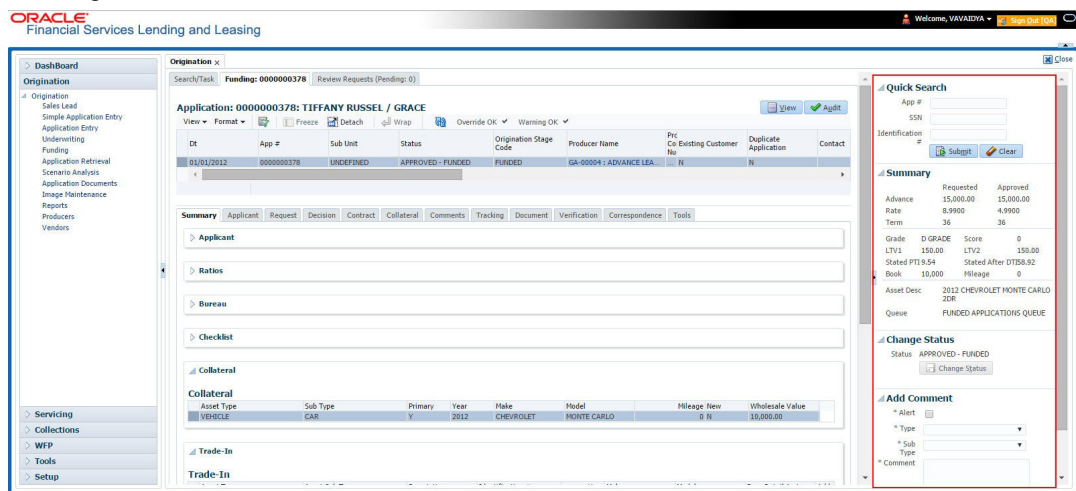 ORACLE
Financial Services Lending and Leasing
Welcome, VAVAIDYA
Sign Out [QA]
Close
DashBoard
Origination
Origination
Sales Lead
Simple Application Entry
Application Entry
Underwriting
Funding
Application Retrieval
Scenario Analysis
Application Documents
Image Maintenance
Reports
Producers
Vendors
Servicing
Collections
WFP
Tools
Setup
Origination x
Search/Task Funding: 0000000378 Review Requests (Pending: 0)
Application: 0000000378: TIFFANY RUSSEL / GRACE
View Audit
View Format Freeze Detach Wrap Override OK Warning OK
Dt App # Sub Unit Status Origination Stage Code Producer Name Existing Customer Duplicate Application Contact
01/01/2012 0000000378 UNDEFINED APPROVED - FUNDED FUNDED GA-00004 : ADVANCE LEA... ... N N
Summary Applicant Request Decision Contract Collateral Comments Tracking Document Verification Correspondence Tools
Applicant
Ratios
Bureau
Checklist
Collateral
Collateral
Asset Type Sub Type Primary Year Make Model Mileage New Wholesale Value
VEHICLE CAR Y 2012 CHEVROLET MONTE CARLO 0 N 10,000.00
Trade-In
Trade-In
Quick Search
App #
SSN
Identification #
Submit Clear
Summary
Requested Approved
Advance 15,000.00 15,000.00
Rate 8.9900 4.9900
Term 36 36
Grade D GRADE Score 0
LTV1 150.00 LTV2 150.00
Stated PTI 9.54 Stated After DTI 58.92
Book 10,000 Mileage 0
Asset Desc 2012 CHEVROLET MONTE CARLO
2DR
Queue FUNDED APPLICATIONS QUEUE
Change Status
Status APPROVED - FUNDED
Change Status
Add Comment
* Alert
* Type
* Sub
Type
* Comment